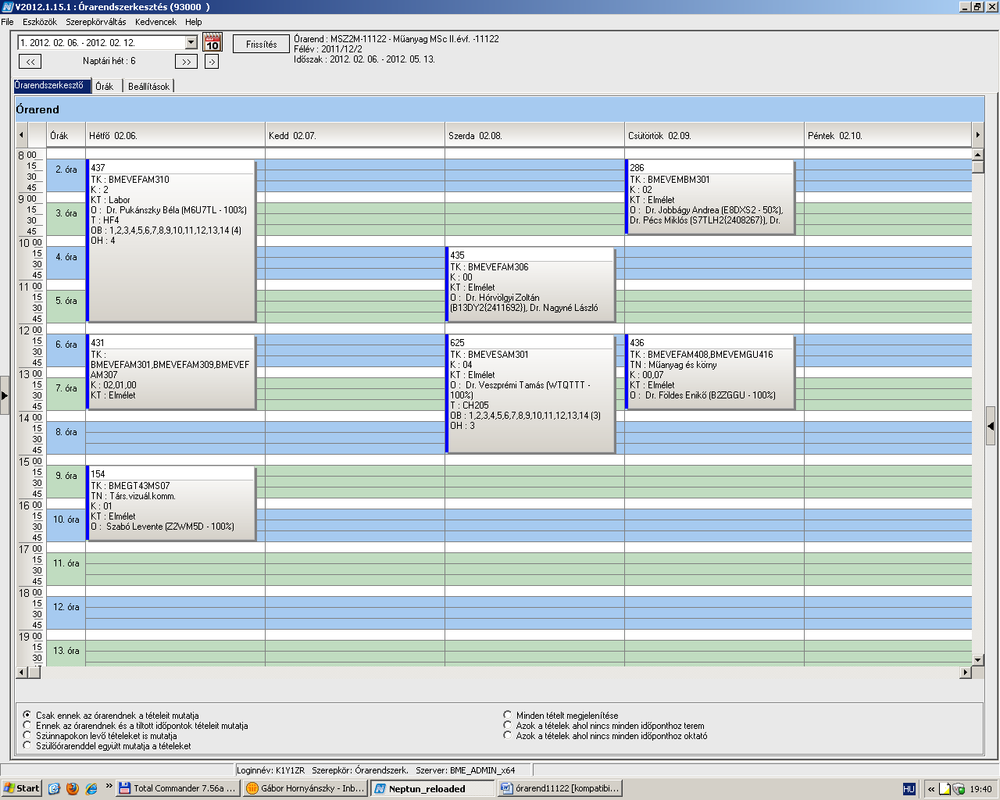 V2012.1.15.1 : Órarendszerkesztés (93000 )
File Eszközök Szerepkörváltás Kedvencek Help
1. 2012. 02. 06. - 2012. 02. 12.
10
Frissítés
Órarend : MSZ2M-11122 - Műanyag MSc II.évf. -11122
Félév : 2011/12/2
Időszak : 2012. 02. 06. - 2012. 05. 13.
<< Naptári hét : 6 >> ->
Órarendszerkesztő Órák Beállítások
Órarend
Órák Hétfő 02.06. Kedd 02.07. Szerda 02.08. Csütörtök 02.09. Péntek 02.10.
8 00
15
30
45
9 00
15
30
45
10 00
15
30
45
11 00
15
30
45
12 00
15
30
45
13 00
15
30
45
14 00
15
30
45
15 00
15
30
45
16 00
15
30
45
17 00
15
30
45
18 00
15
30
45
19 00
15
30
2. óra
3. óra
4. óra
5. óra
6. óra
7. óra
8. óra
9. óra
10. óra
11. óra
12. óra
13. óra
437
TK : BMEVEFAM310
K : 2
KT : Labor
O : Dr. Pukánszky Béla (M6U7TL - 100%)
T : HF4
OB : 1,2,3,4,5,6,7,8,9,10,11,12,13,14 (4)
OH : 4
431
TK :
BMEVEFAM301,BMEVEFAM309,BMEVEF
AM307
K : 02,01,00
KT : Elmélet
154
TK : BMEGT43MS07
TN : Társ.vizuál.komm.
K : 01
KT : Elmélet
O : Szabó Levente (Z2WM5D - 100%)
435
TK : BMEVEFAM306
K : 00
KT : Elmélet
O : Dr. Hórvölgyi Zoltán
(B13DY2{2411692}), Dr. Nagyné László
625
TK : BMEVESAM301
K : 04
KT : Elmélet
O : Dr. Veszprémi Tamás (WTQTTT -
100%)
T : CH205
OB : 1,2,3,4,5,6,7,8,9,10,11,12,13,14 (3)
OH : 3
286
TK : BMEVEMBM301
K : 02
KT : Elmélet
O : Dr. Jobbágy Andrea (E8DXS2 - 50%),
Dr. Pécs Miklós (S7TLH2{2408267}), Dr.
436
TK : BMEVEFAM408,BMEVEMGU416
TN : Műanyag és körny
K : 00,07
KT : Elmélet
O : Dr. Földes Enikő (B2ZGGU - 100%)
Csak ennek az órarendnek a tételeit mutatja
Ennek az órarendnek és a tiltott időpontok tételeit mutatja
Szünnapokon levő tételeket is mutatja
Szülőórarenddel együtt mutatja a tételeket
Minden tételt megjelenítése
Azok a tételek ahol nincs minden időponthoz terem
Azok a tételek ahol nincs minden időponthoz oktató
Loginnév: K1Y1ZR Szerepkör: Órarendszerk. Szerver: BME_ADMIN_x64
Start » Total Commander 7.56a ... Gábor Hornyánszky - Inb... Neptun_reloaded órarend11122 [kompatibi... HU « 19:40